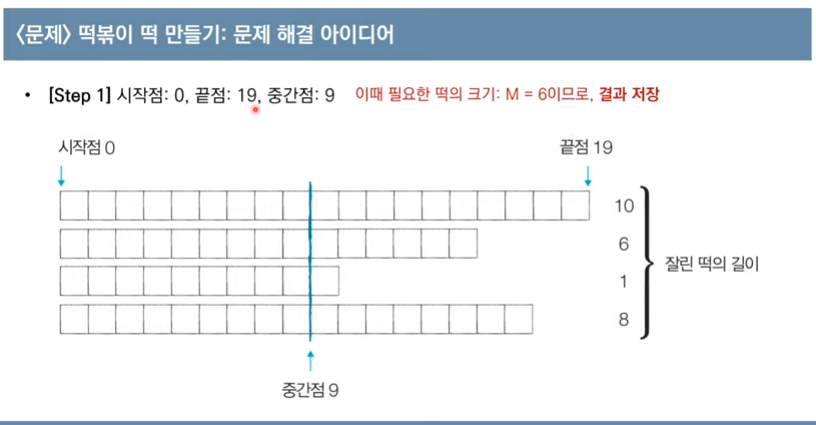 <문제> 떡볶이 떡 만들기: 문제 해결 아이디어
• [Step 1] 시작점: 0, 끝점: 19, 중간점: 9 이때 필요한 떡의 크기: M = 6이므로, 결과 저장
시작점 0 끝점 19
10
6
잘린 떡의 길이
1
8
중간점 9